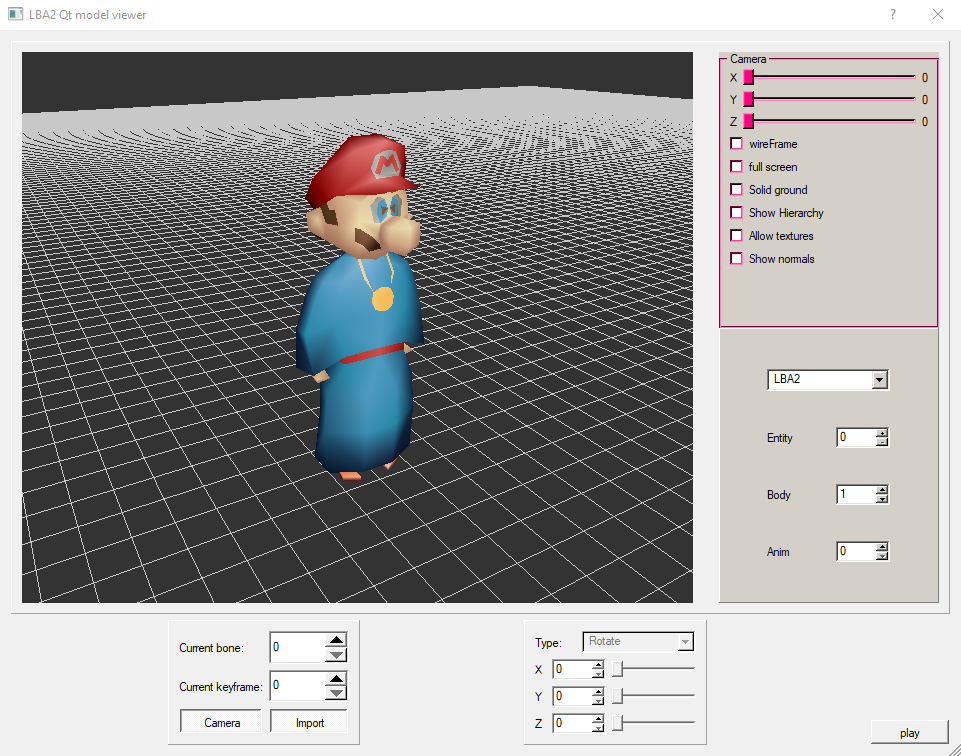 LBA2 Qt model viewer
?
M
Camera
X 0
Y 0
Z 0
wireFrame
full screen
Solid ground
Show Hierarchy
Allow textures
Show normals
LBA2
Entity 0
Body 1
Anim 0
Current bone: 0
Current keyframe: 0
Camera Import
Type: Rotate
X 0
Y 0
Z 0
play